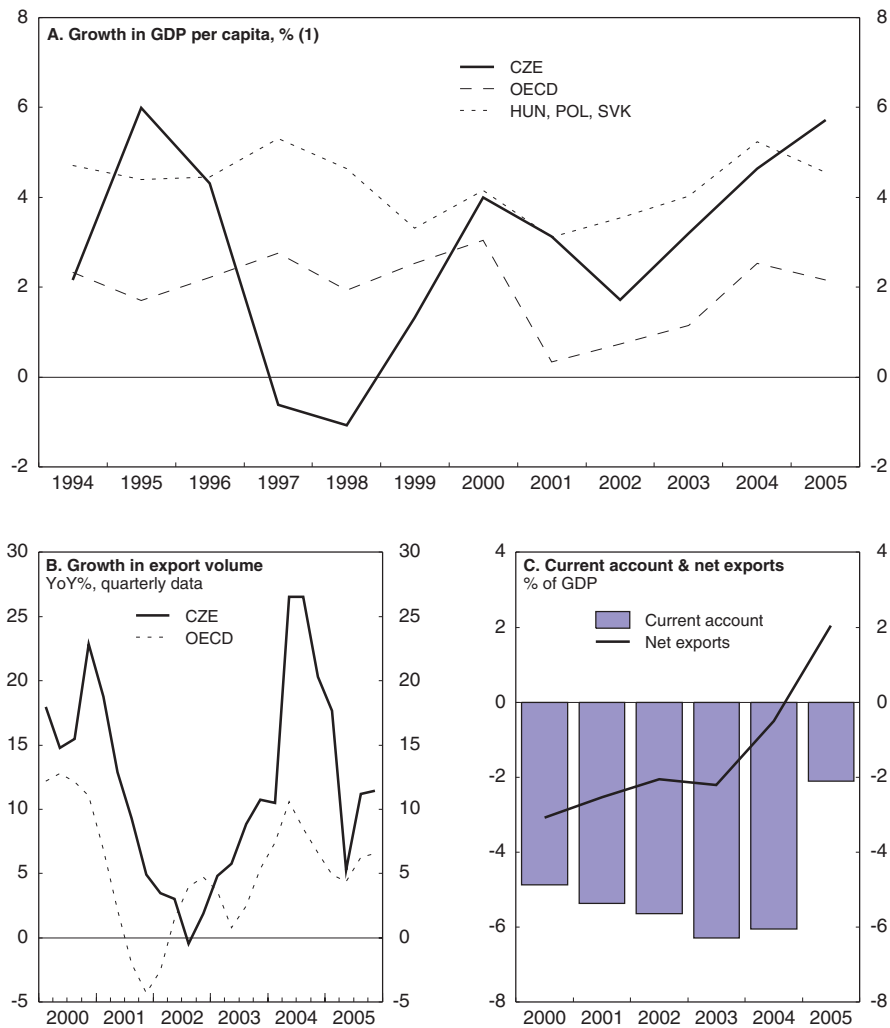 A. Growth in GDP per capita, % (1)
CZE
OECD
HUN, POL, SVK
8 8
6 6
4 4
2 2
0 0
-2 -2
1994 1995 1996 1997 1998 1999 2000 2001 2002 2003 2004 2005
B. Growth in export volume
YoY%, quarterly data
CZE
OECD
30 30
25 25
20 20
15 15
10 10
5 5
0 0
-5 -5
2000 2001 2002 2003 2004 2005
C. Current account & net exports
% of GDP
Current account
Net exports
4 4
2 2
0 0
-2 -2
-4 -4
-6 -6
-8 -8
2000 2001 2002 2003 2004 2005